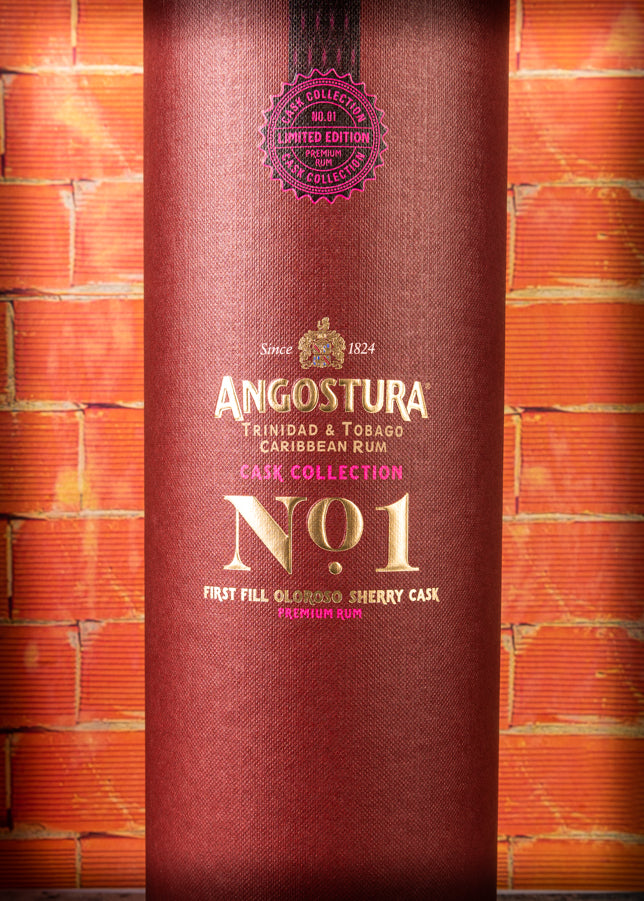 CASK COLLECTION
NO.01
LIMITED EDITION
PREMIUM
RUM
CASK COLLECTION
Since 1824
ANGOSTURA®
TRINIDAD & TOBAGO
CARIBBEAN RUM
CASK COLLECTION
Nº1
FIRST FILL OLOROSO SHERRY CASK
PREMIUM RUM